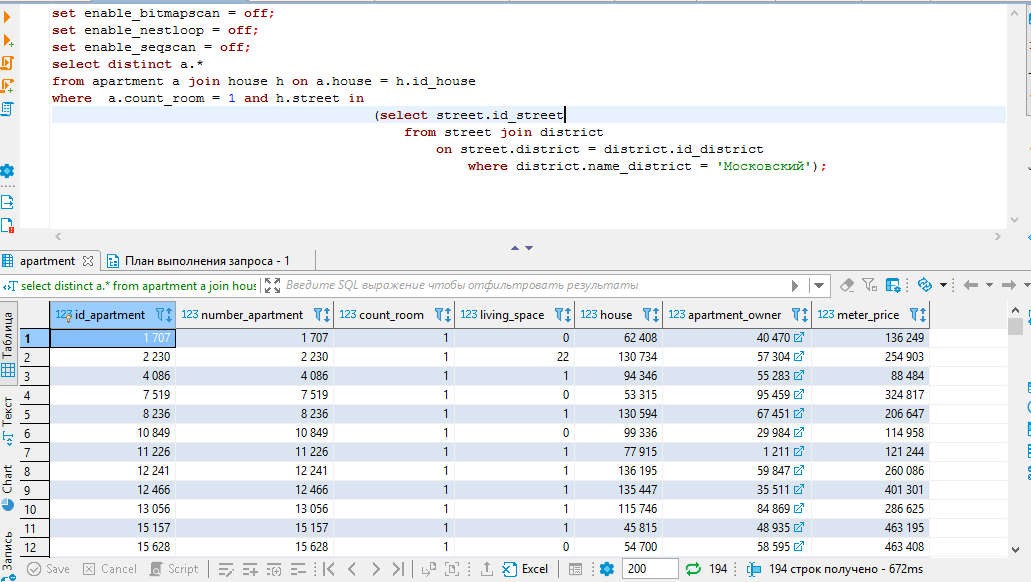 set enable_bitmapscan = off;
set enable_nestloop = off;
set enable_seqscan = off;
select distinct a.*
from apartment a join house h on a.house = h.id_house
where  a.count_room = 1 and h.street in
(select street.id_street
from street join district
on street.district = district.id_district
where district.name_district = 'Московский');
apartment План выполнения запроса - 1
select distinct a.* from apartment a join hous Введите SQL выражение чтобы отфильтровать результаты
Таблица
Текст
Chart
Запись
123 id_apartment 123 number_apartment 123 count_room 123 living_space 123 house 123 apartment_owner 123 meter_price
1 1 707 1 707 1 0 62 408 40 470 136 249
2 2 230 2 230 1 22 130 734 57 304 254 903
3 4 086 4 086 1 1 94 346 55 283 88 484
4 7 519 7 519 1 0 53 315 95 459 324 817
5 8 236 8 236 1 1 130 594 67 451 206 647
6 10 849 10 849 1 0 99 336 29 984 114 958
7 11 226 11 226 1 1 77 915 1 211 121 244
8 12 241 12 241 1 1 136 195 59 847 260 086
9 12 466 12 466 1 1 135 447 35 511 401 301
10 13 056 13 056 1 1 115 746 84 869 286 625
11 15 157 15 157 1 1 45 815 48 935 463 195
12 15 628 15 628 1 0 54 700 58 595 463 408
Save Cancel Script Excel 200 194 194 строк получено - 672ms